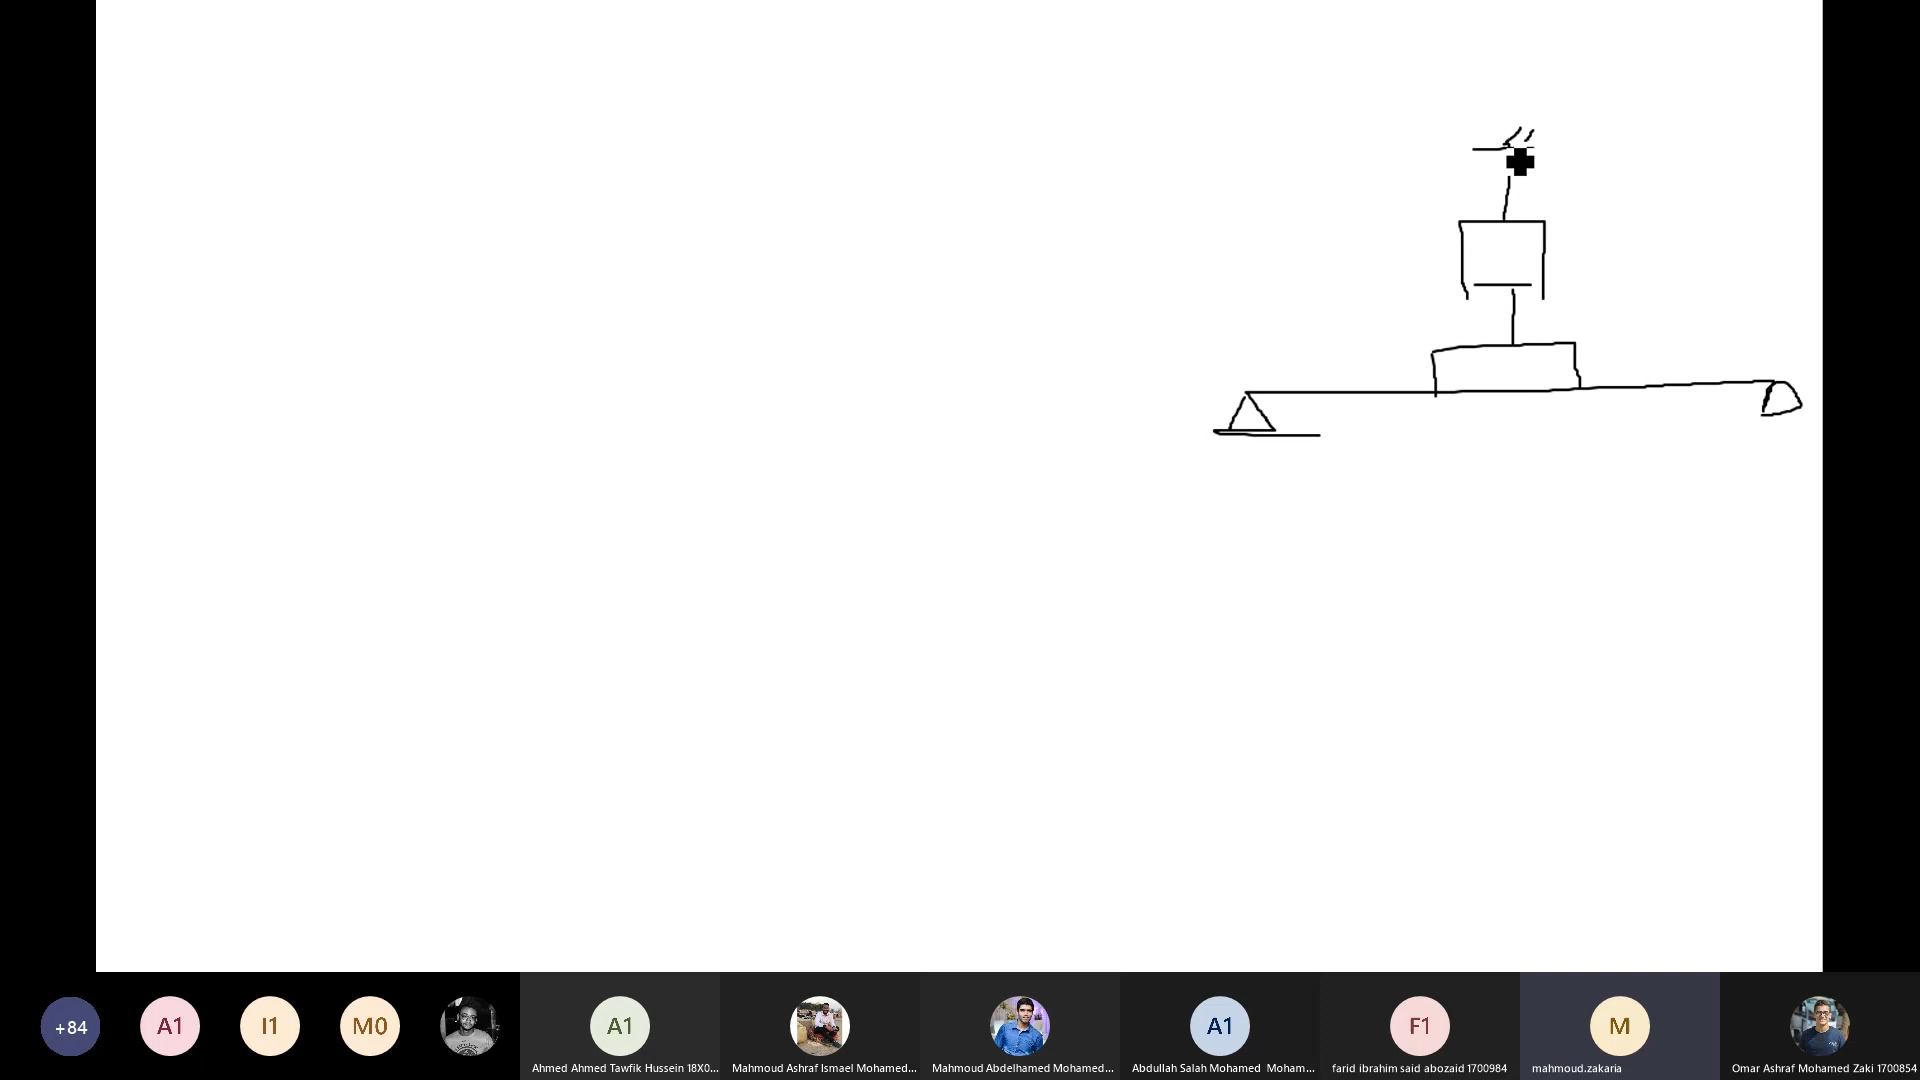 +84
A1
I1
M0
A1
A1
F1
M
Ahmed Ahmed Tawfik Hussein 18X0...
Mahmoud Ashraf Ismael Mohamed...
Mahmoud Abdelhamed Mohamed...
Abdullah Salah Mohamed Moham...
farid ibrahim said abozaid 1700984
mahmoud.zakaria
Omar Ashraf Mohamed Zaki 1700854